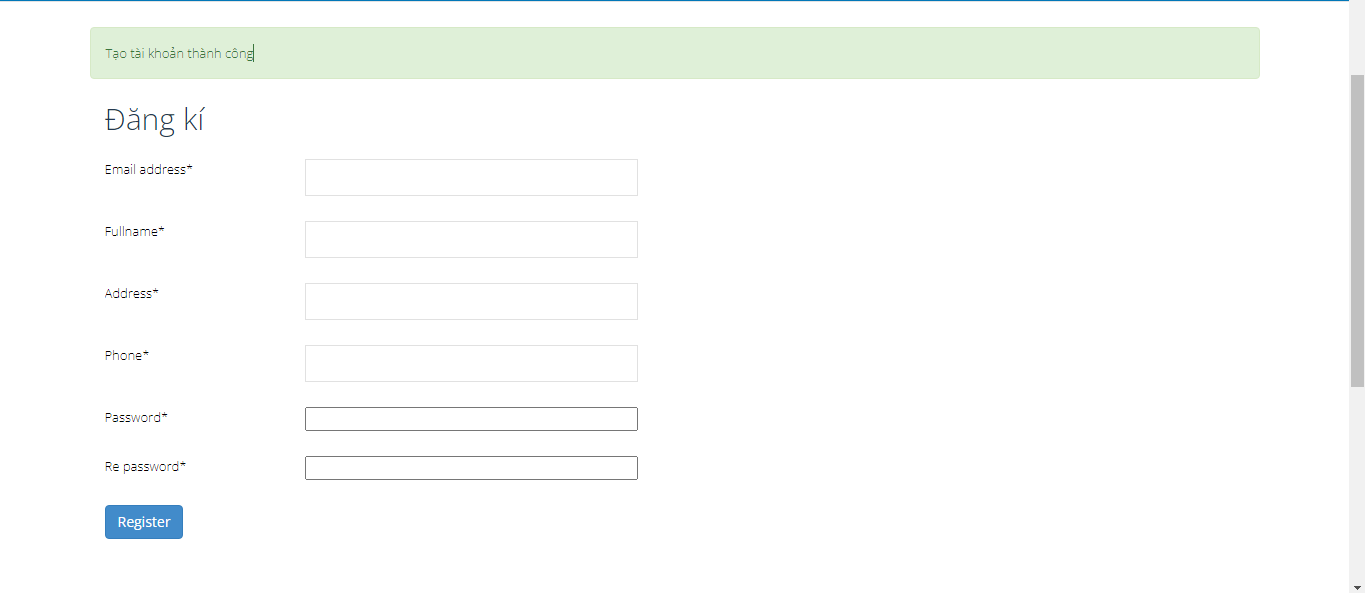 Tạo tài khoản thành công
Đăng kí
Email address*
Fullname*
Address*
Phone*
Password*
Re password*
Register